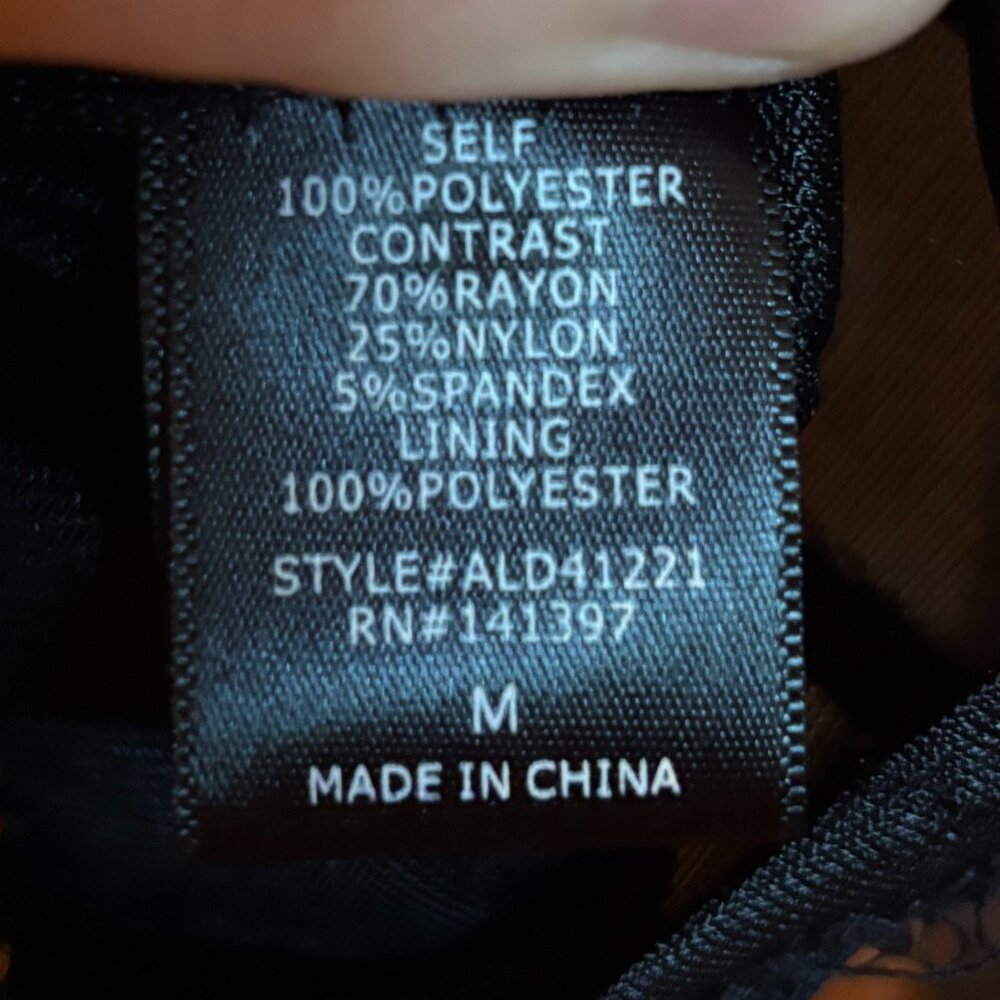 SELF
100%POLYESTER
CONTRAST
70%RAYON
25%NYLON
5%SPANDEX
LINING
100%POLYESTER
STYLE#ALD41221
RN#141397
M
MADE IN CHINA